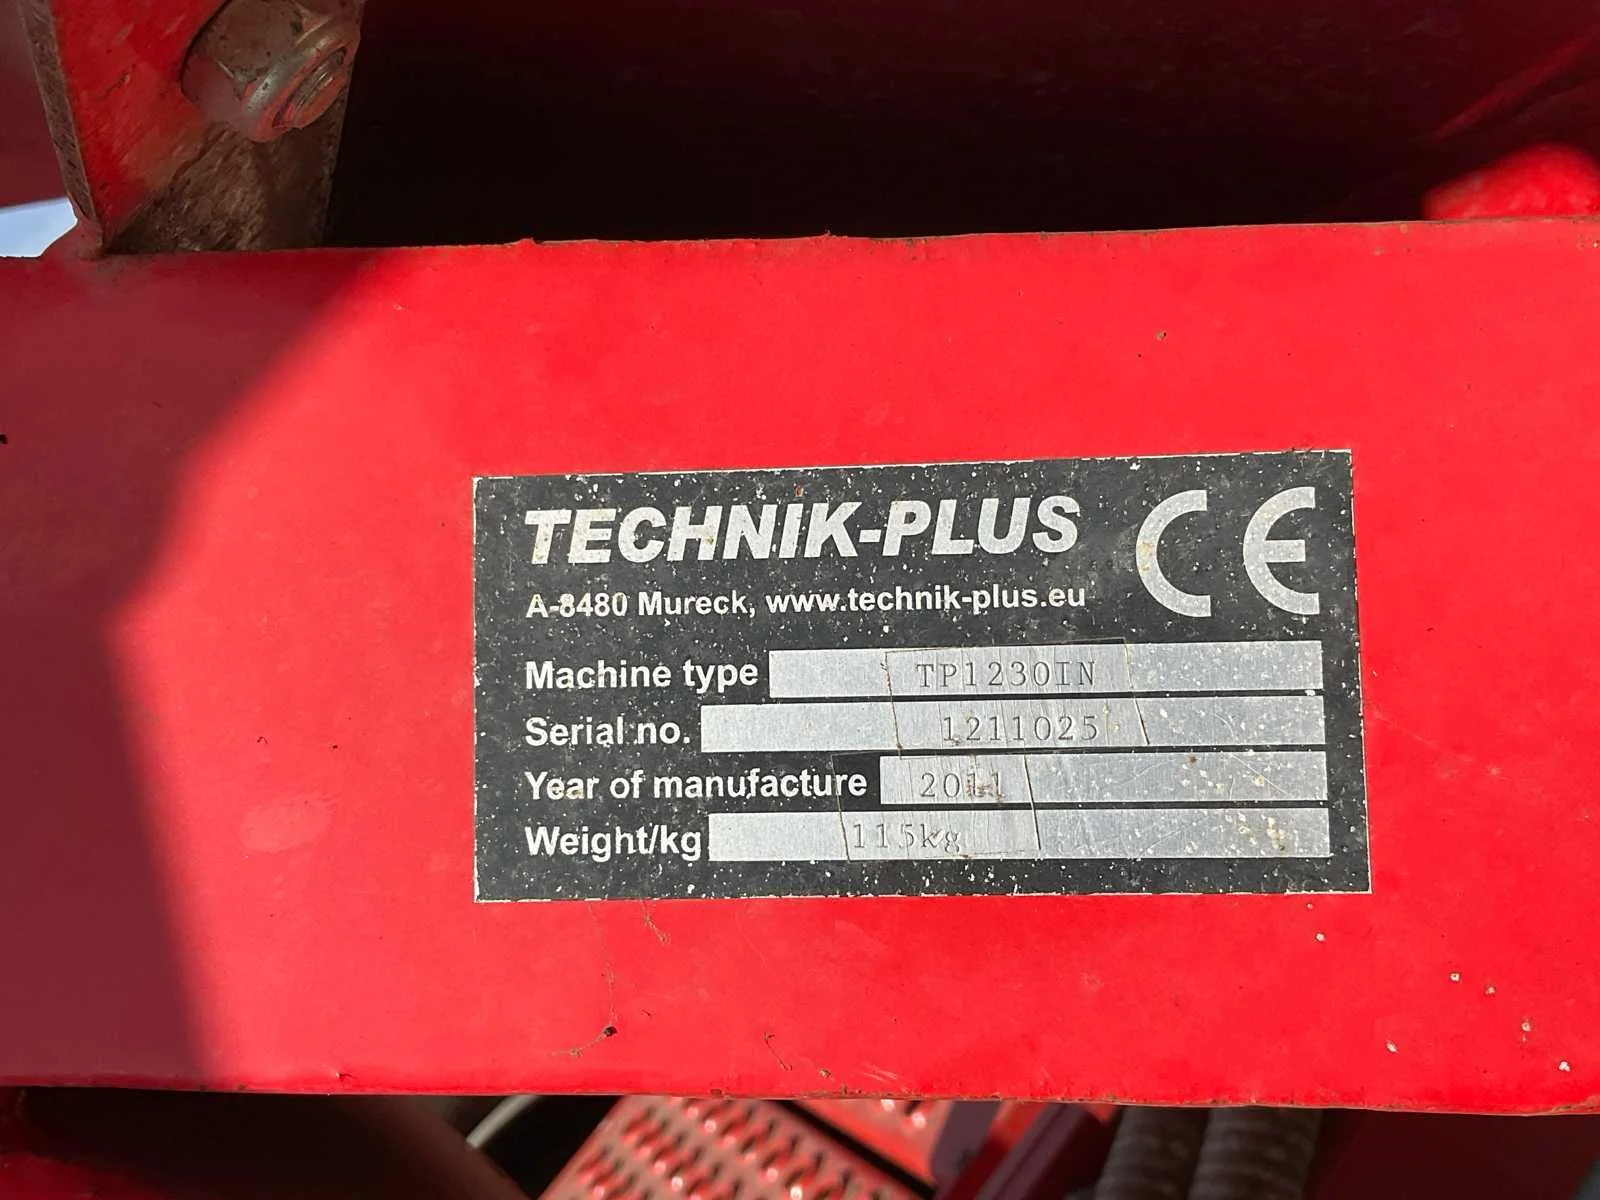 TECHNIK-PLUS CE
A-8480 Mureck, www.technik-plus.eu
Machine type TP1230IN
Serial no. 1211025
Year of manufacture 2011
Weight/kg 115kg